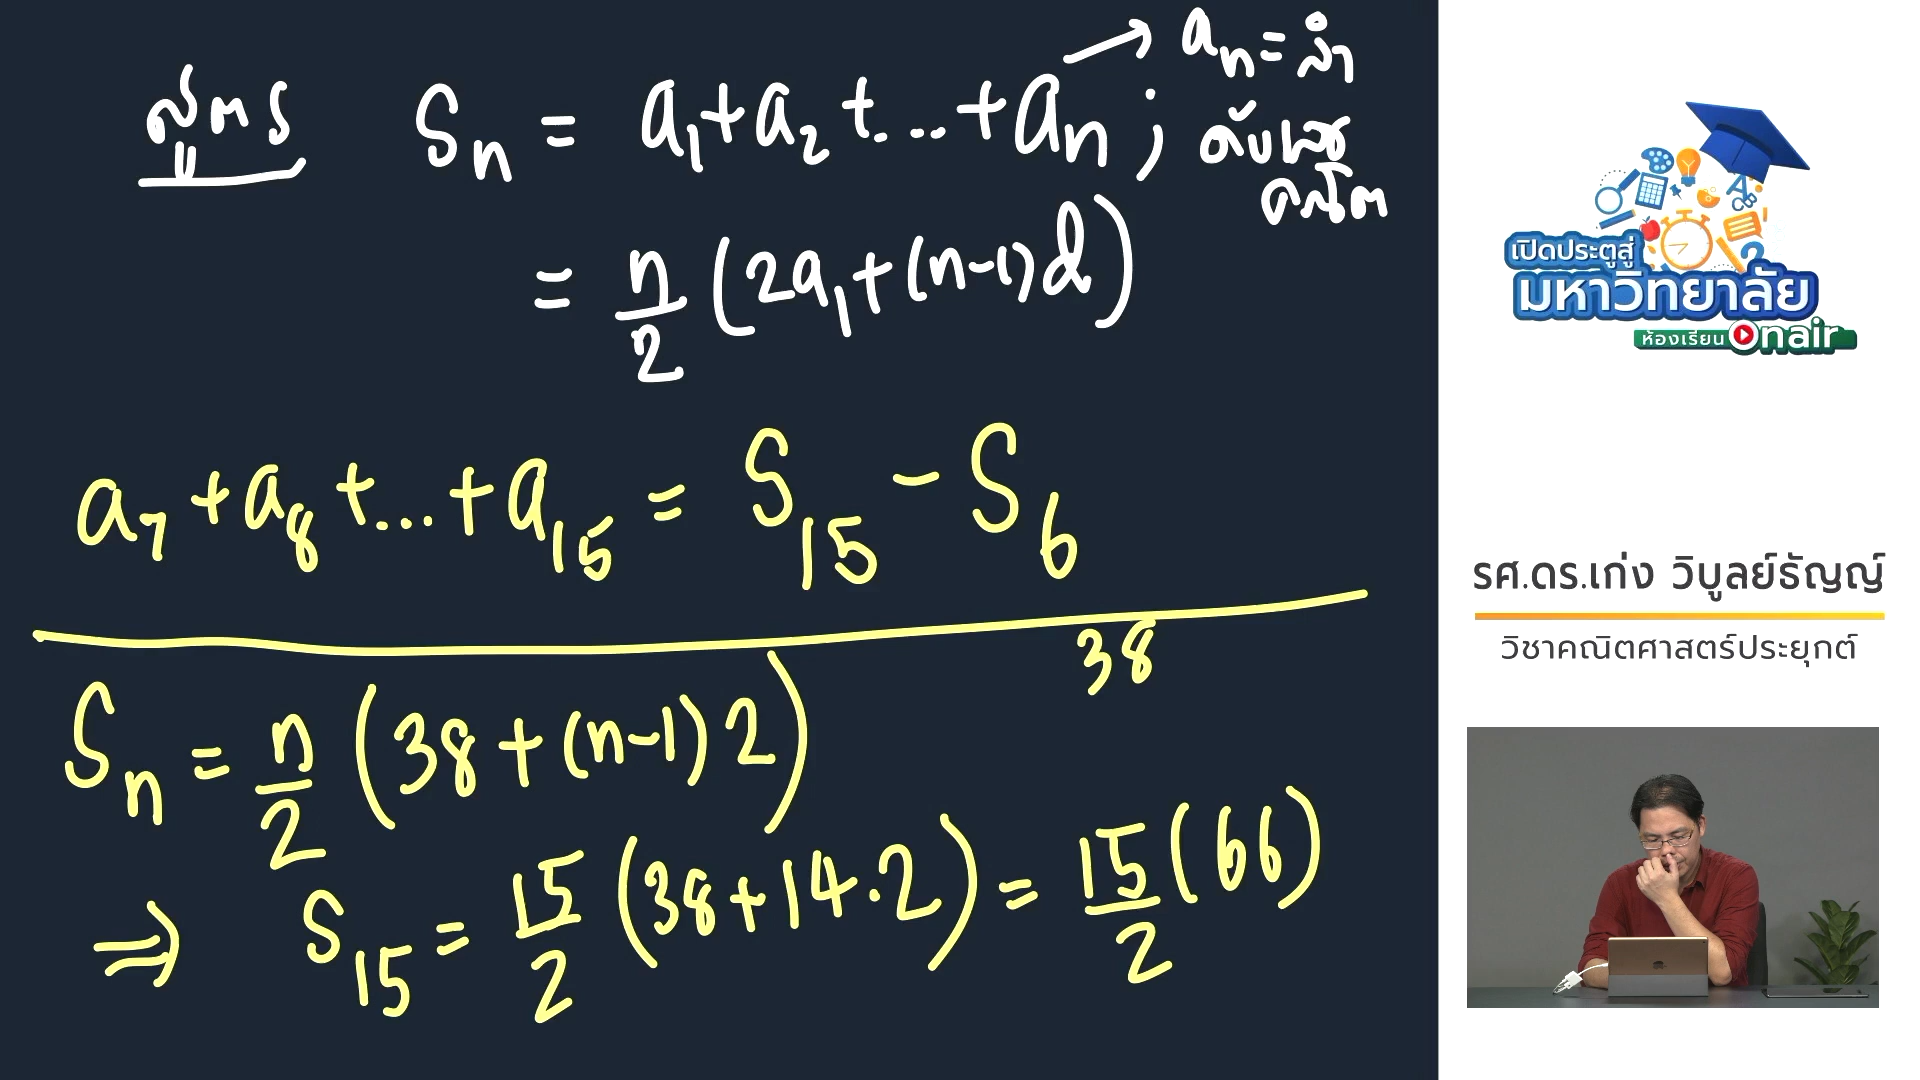 สูตร Sn = a1+a2+...+an ; → an = ลำ
ดับเลข
คณิต
= n/2 (2a1+(n-1)d)
a7+a8+...+a15 = S15 - S6
38
Sn = n/2 (38+(n-1)2)
⇒ S15 = 15/2 (38+14·2) = 15/2 (66)
เปิดประตูสู่
มหาวิทยาลัย
ห้องเรียน Onair
รศ.ดร.เก่ง วิบูลย์ธัญญ์
วิชาคณิตศาสตร์ประยุกต์